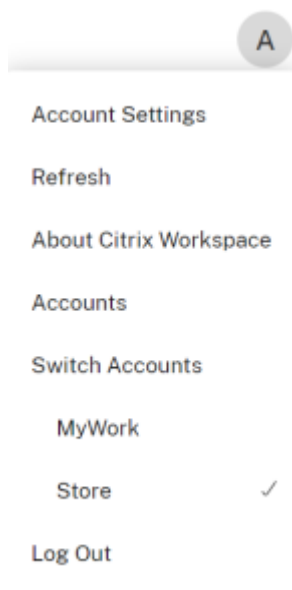 A
Account Settings
Refresh
About Citrix Workspace
Accounts
Switch Accounts
MyWork
Store
Log Out